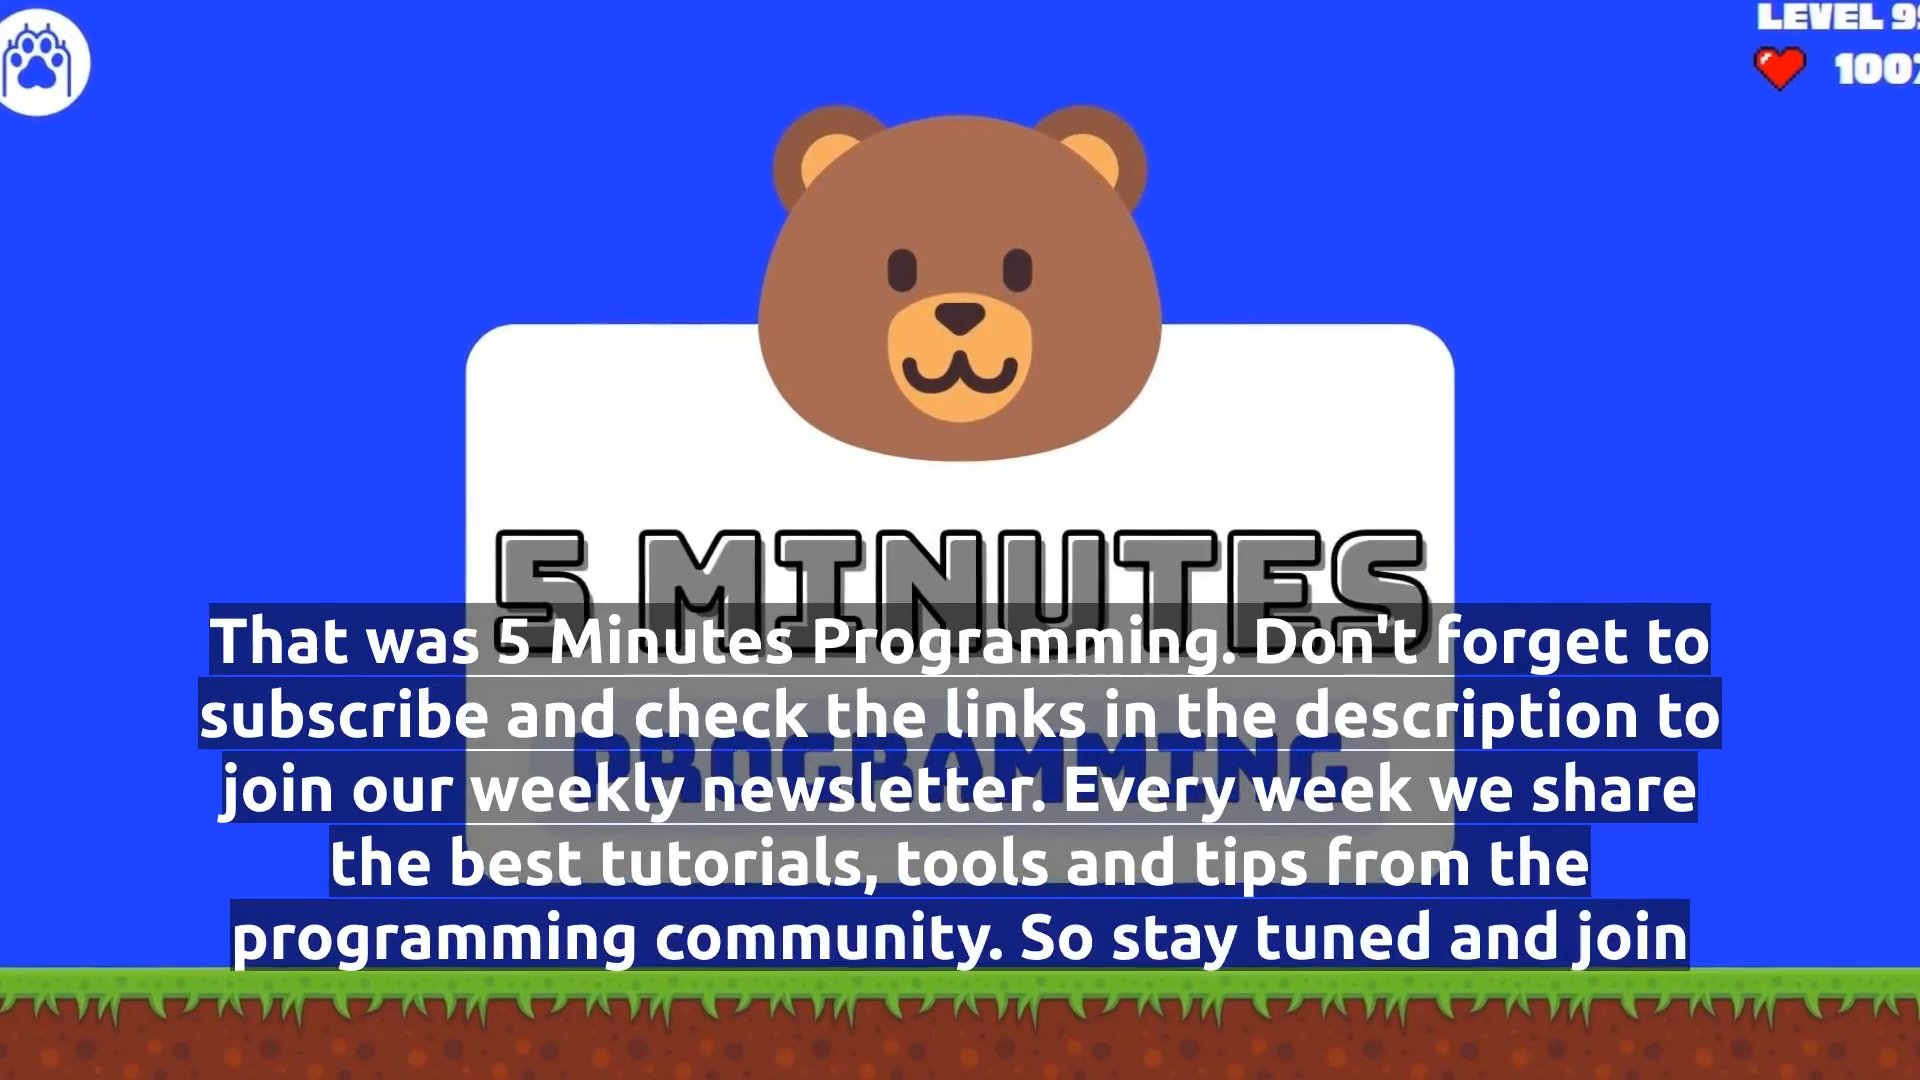 LEVEL 9
100
5 MINUTES
PROGRAMMING
That was 5 Minutes Programming. Don't forget to
subscribe and check the links in the description to
join our weekly newsletter. Every week we share
the best tutorials, tools and tips from the
programming community. So stay tuned and join